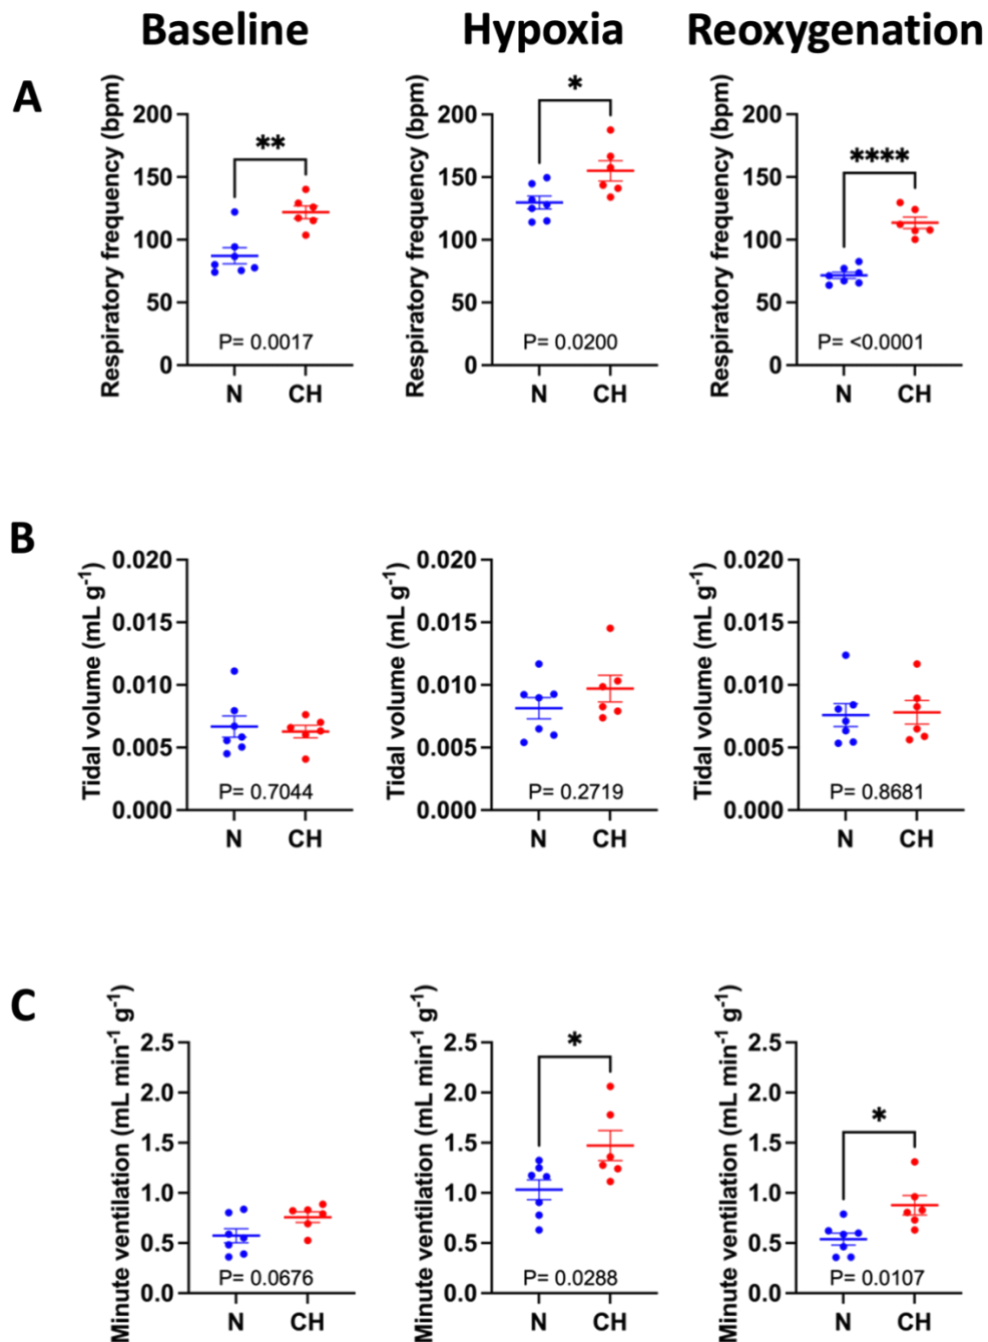 Baseline Hypoxia Reoxygenation
A
Respiratory frequency (bpm)
200
150
100
50
0
**
P= 0.0017
N CH
Respiratory frequency (bpm)
200
150
100
50
0
*
P= 0.0200
N CH
Respiratory frequency (bpm)
200
150
100
50
0
****
P= <0.0001
N CH
B
Tidal volume (mL g-1)
0.020
0.015
0.010
0.005
0.000
P= 0.7044
N CH
Tidal volume (mL g-1)
0.020
0.015
0.010
0.005
0.000
P= 0.2719
N CH
Tidal volume (mL g-1)
0.020
0.015
0.010
0.005
0.000
P= 0.8681
N CH
C
Minute ventilation (mL min-1 g-1)
2.5
2.0
1.5
1.0
0.5
0.0
P= 0.0676
N CH
Minute ventilation (mL min-1 g-1)
2.5
2.0
1.5
1.0
0.5
0.0
*
P= 0.0288
N CH
Minute ventilation (mL min-1 g-1)
2.5
2.0
1.5
1.0
0.5
0.0
*
P= 0.0107
N CH